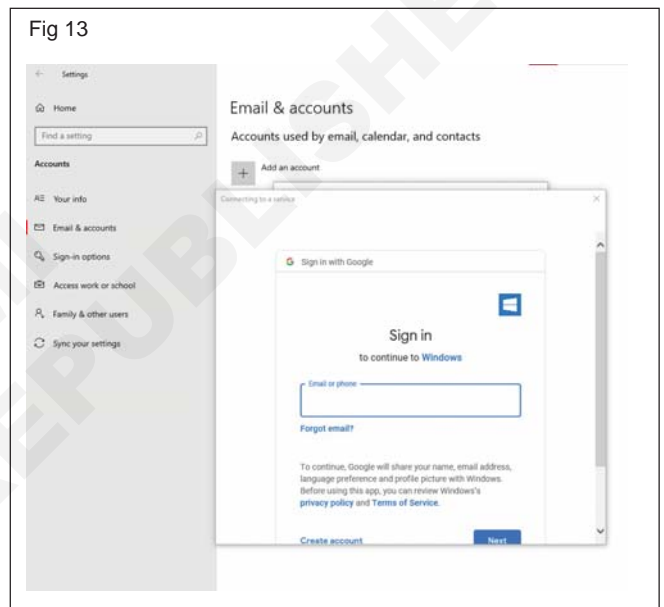 Fig 13
Settings
Home
Find a setting
Accounts
Your info
Email & accounts
Sign-in options
Access work or school
Family & other users
Sync your settings
Email & accounts
Accounts used by email, calendar, and contacts
Add an account
Connecting to a service
Sign in with Google
Sign in
to continue to Windows
Email or phone
Forgot email?
To continue, Google will share your name, email address,
language preference and profile picture with Windows.
Before using this app, you can review Windows's
privacy policy and Terms of Service.
Create account
Next